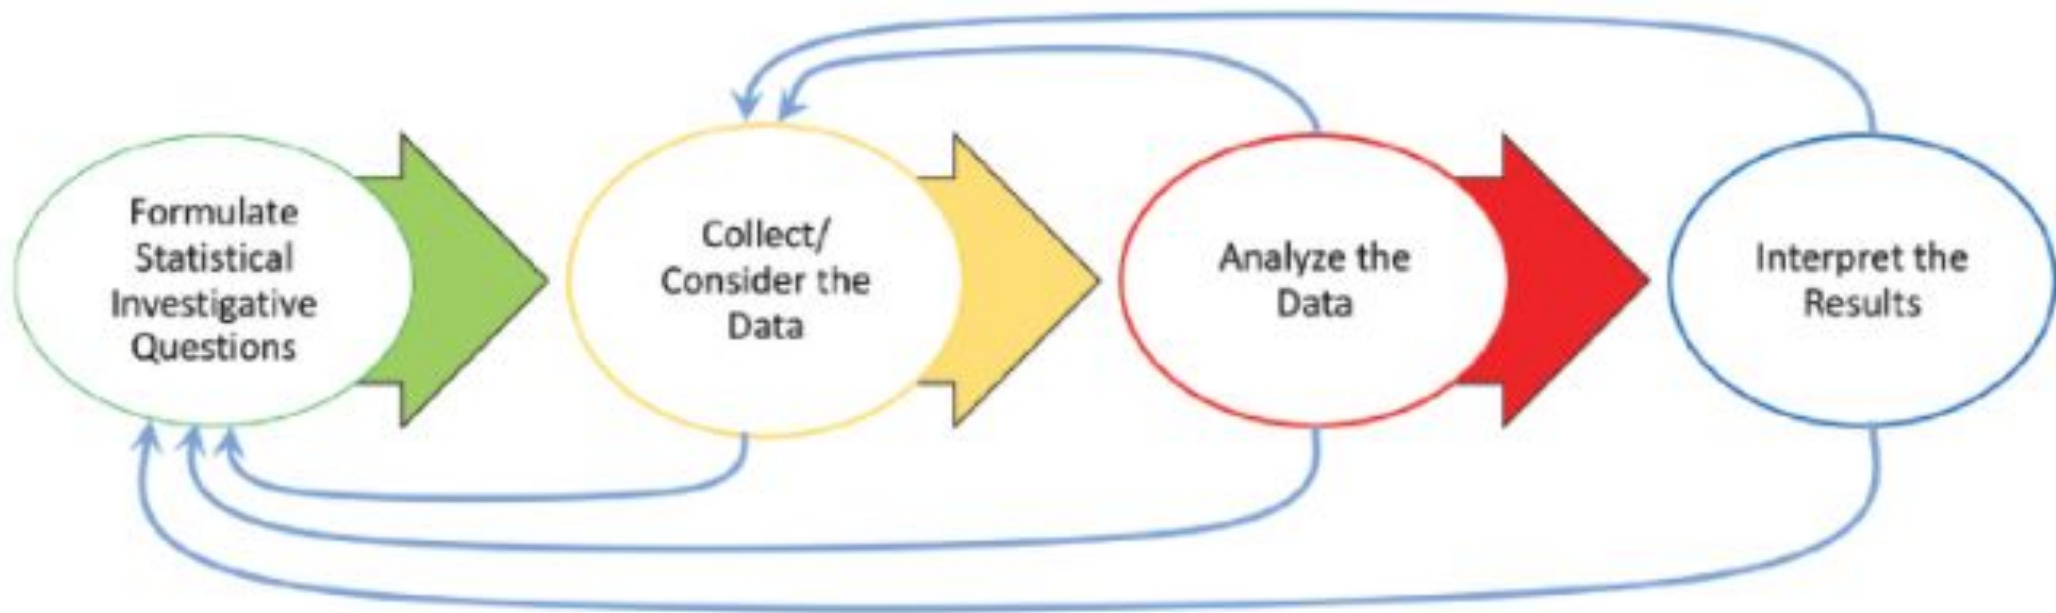 Formulate
Statistical
Investigative
Questions
Collect/
Consider the
Data
Analyze the
Data
Interpret the
Results